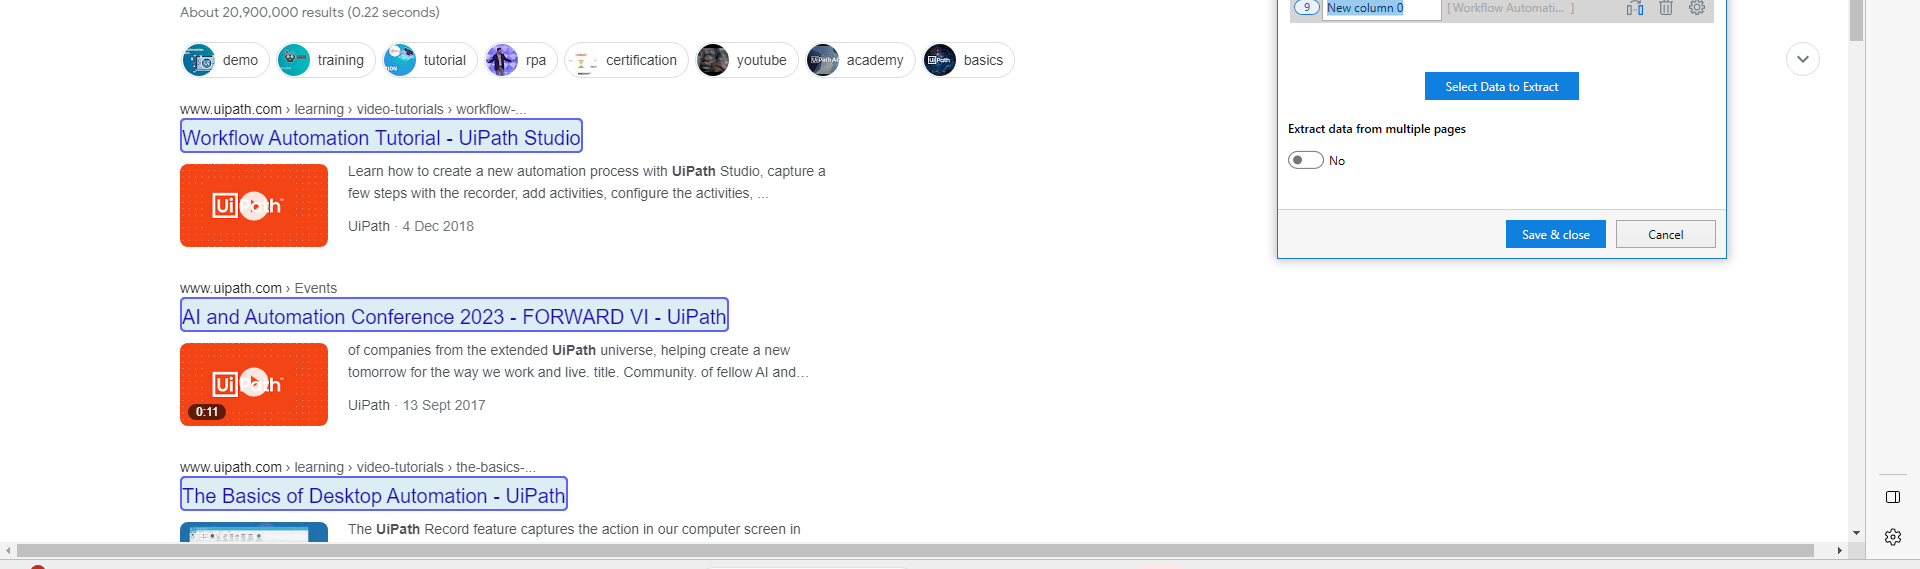 About 20,900,000 results (0.22 seconds)
demo
training
tutorial
rpa
certification
youtube
academy
basics
www.uipath.com › learning › video-tutorials › workflow-...
Workflow Automation Tutorial - UiPath Studio
Learn how to create a new automation process with UiPath Studio, capture a
few steps with the recorder, add activities, configure the activities, ...
UiPath · 4 Dec 2018
www.uipath.com › Events
AI and Automation Conference 2023 - FORWARD VI - UiPath
of companies from the extended UiPath universe, helping create a new
tomorrow for the way we work and live. title. Community. of fellow AI and...
0:11
UiPath · 13 Sept 2017
www.uipath.com › learning › video-tutorials › the-basics-...
The Basics of Desktop Automation - UiPath
The UiPath Record feature captures the action in our computer screen in
9
New column 0
[ Workflow Automati... ]
Select Data to Extract
Extract data from multiple pages
No
Save & close
Cancel